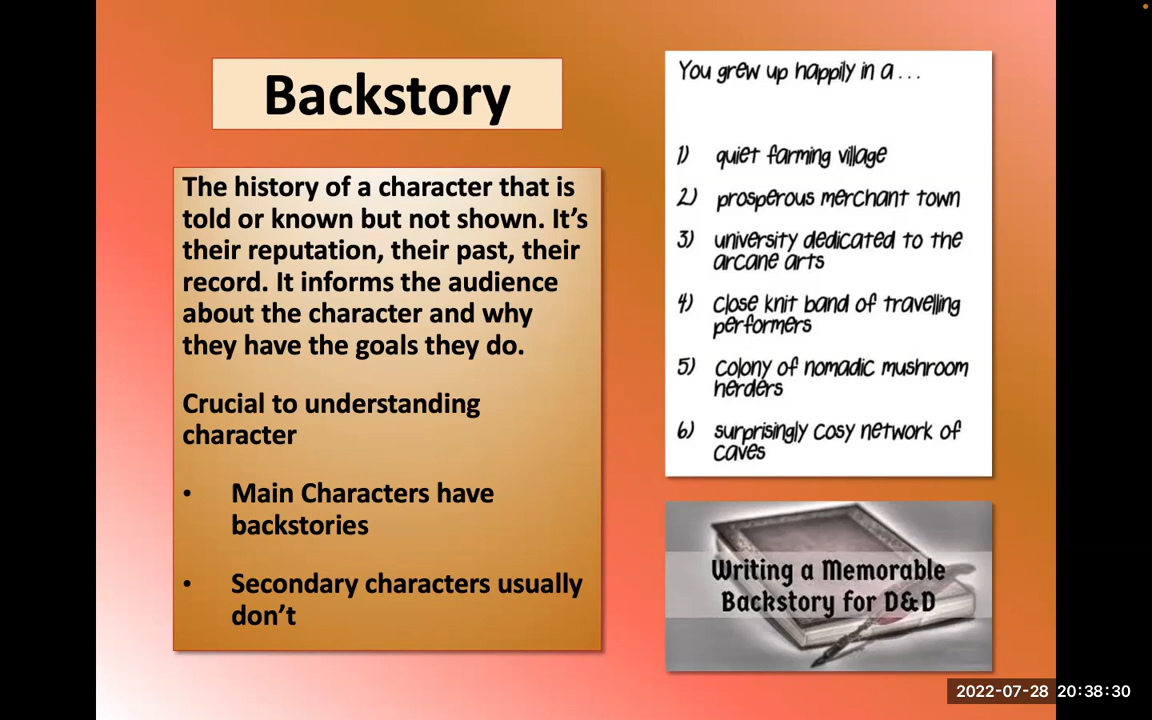 Backstory
The history of a character that is
told or known but not shown. It’s
their reputation, their past, their
record. It informs the audience
about the character and why
they have the goals they do.
Crucial to understanding
character
• Main Characters have
backstories
• Secondary characters usually
don’t
You grew up happily in a ...
1) quiet farming village
2) prosperous merchant town
3) university dedicated to the
arcane arts
4) close knit band of travelling
performers
5) colony of nomadic mushroom
herders
6) surprisingly cosy network of
caves
Writing a Memorable
Backstory for D&D
2022-07-28 20:38:30